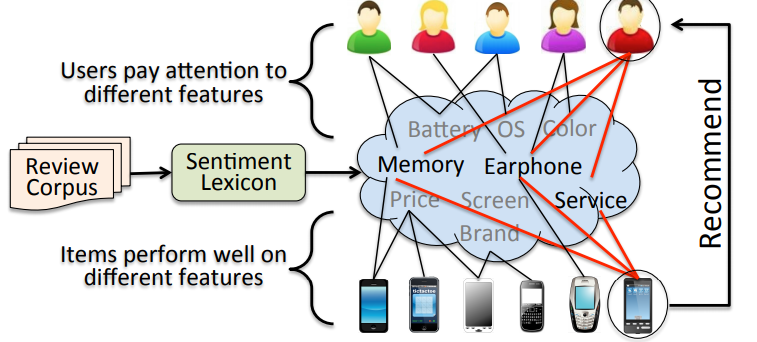 Users pay attention to
different features
Battery OS Color
Review
Corpus
Sentiment
Lexicon
Memory Earphone
Price Screen Service
Brand
Items perform well on
different features
Recommend
tictactoe